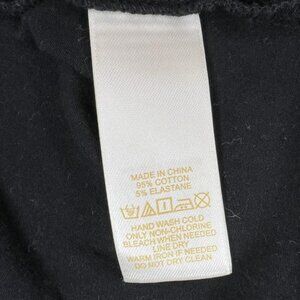 MADE IN CHINA
95% COTTON
5% ELASTANE
HAND WASH COLD
ONLY NON-CHLORINE
BLEACH WHEN NEEDED
LINE DRY
WARM IRON IF NEEDED
DO NOT DRY CLEAN